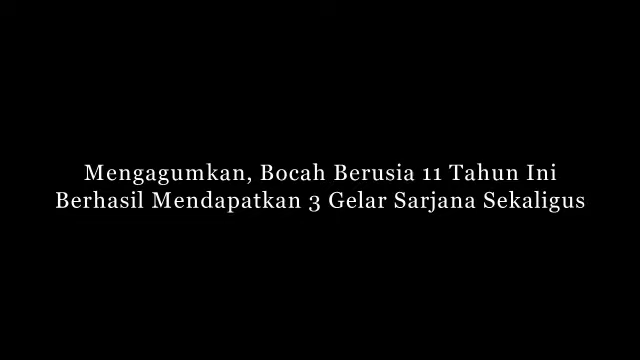 Mengagumkan, Bocah Berusia 11 Tahun Ini
Berhasil Mendapatkan 3 Gelar Sarjana Sekaligus